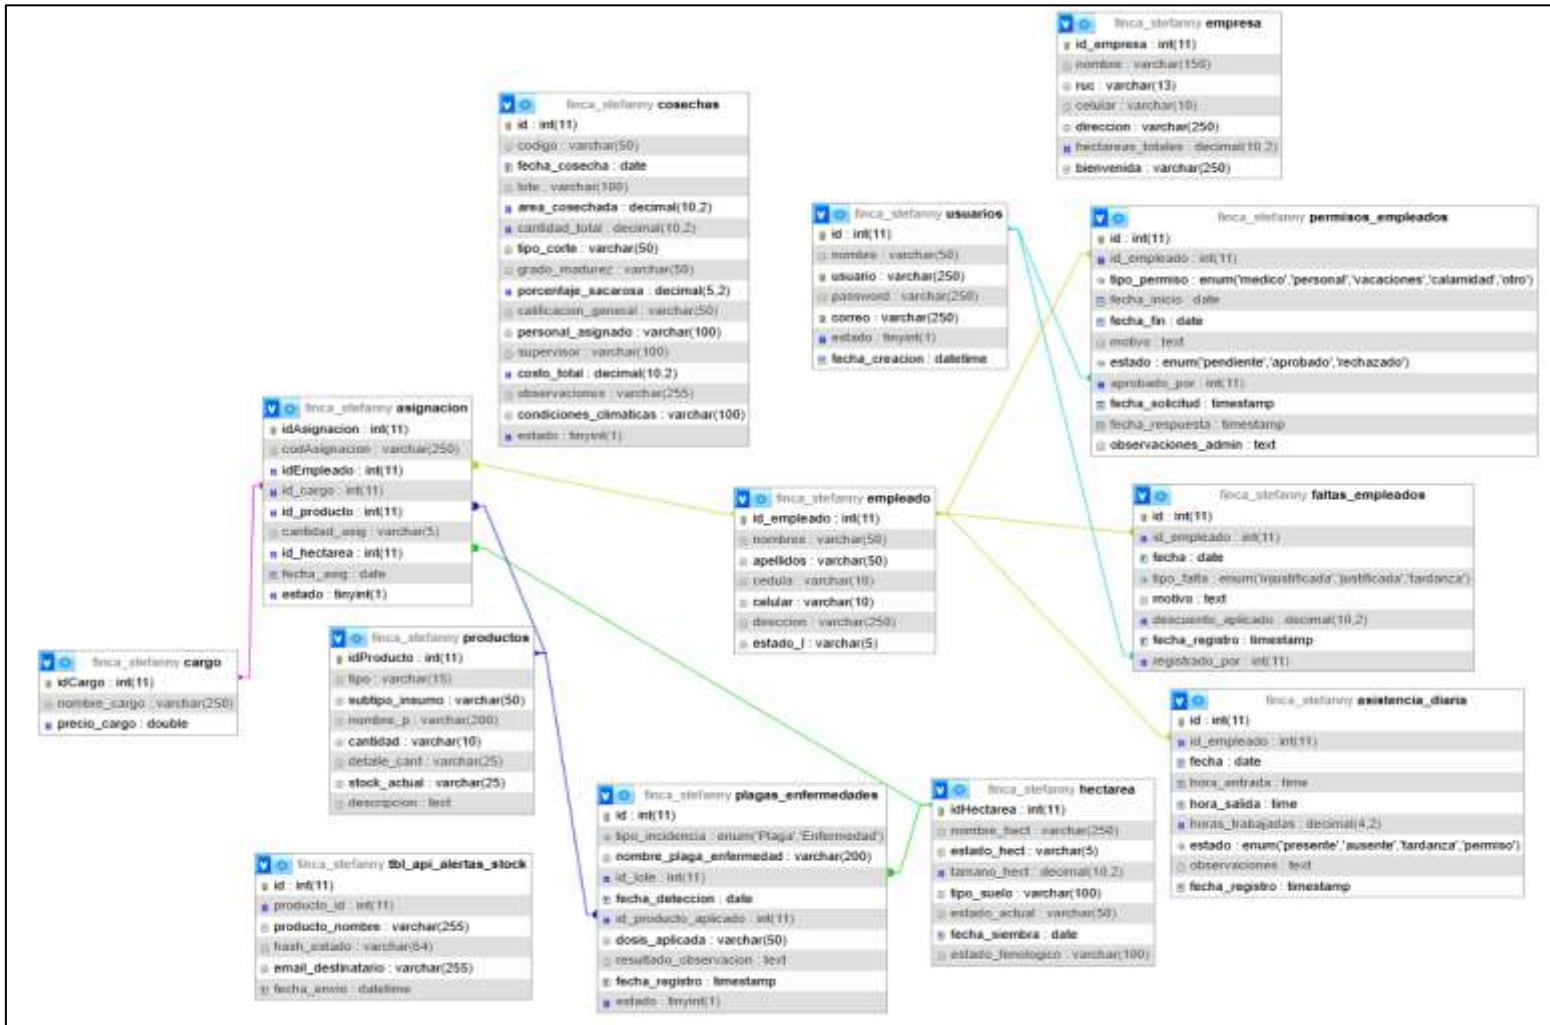 finca_stefanny empresa
id_empresa : int(11)
nombre : varchar(150)
ruc : varchar(13)
celular : varchar(10)
direccion : varchar(250)
hectareas_totales : decimal(10,2)
bienvenida : varchar(250)
finca_stefanny cosechas
id : int(11)
codigo : varchar(50)
fecha_cosecha : date
lote : varchar(100)
area_cosechada : decimal(10,2)
cantidad_total : decimal(10,2)
tipo_corte : varchar(50)
grado_madurez : varchar(50)
porcentaje_sacarosa : decimal(5,2)
calificacion_general : varchar(50)
personal_asignado : varchar(100)
supervisor : varchar(100)
costo_total : decimal(10,2)
observaciones : varchar(255)
condiciones_climaticas : varchar(100)
estado : tinyint(1)
finca_stefanny usuarios
id : int(11)
nombre : varchar(50)
usuario : varchar(250)
password : varchar(250)
correo : varchar(250)
estado : tinyint(1)
fecha_creacion : datetime
finca_stefanny permisos_empleados
id : int(11)
id_empleado : int(11)
tipo_permiso : enum('medico','personal','vacaciones','calamidad','otro')
fecha_inicio : date
fecha_fin : date
motivo : text
estado : enum('pendiente','aprobado','rechazado')
aprobado_por : int(11)
fecha_solicitud : timestamp
fecha_respuesta : timestamp
observaciones_admin : text
finca_stefanny asignacion
idAsignacion : int(11)
codAsignacion : varchar(250)
idEmpleado : int(11)
id_cargo : int(11)
id_producto : int(11)
cantidad_asig : varchar(5)
id_hectarea : int(11)
fecha_asig : date
estado : tinyint(1)
finca_stefanny empleado
id_empleado : int(11)
nombres : varchar(50)
apellidos : varchar(50)
cedula : varchar(10)
celular : varchar(10)
direccion : varchar(250)
estado_l : varchar(5)
finca_stefanny faltas_empleados
id : int(11)
id_empleado : int(11)
fecha : date
tipo_falta : enum('injustificada','justificada','tardanza')
motivo : text
descuento_aplicado : decimal(10,2)
fecha_registro : timestamp
registrado_por : int(11)
finca_stefanny cargo
idCargo : int(11)
nombre_cargo : varchar(250)
precio_cargo : double
finca_stefanny productos
idProducto : int(11)
tipo : varchar(15)
subtipo_insumo : varchar(50)
nombre_p : varchar(200)
cantidad : varchar(10)
detalle_cant : varchar(25)
stock_actual : varchar(25)
descripcion : text
finca_stefanny asistencia_diaria
id : int(11)
id_empleado : int(11)
fecha : date
hora_entrada : time
hora_salida : time
horas_trabajadas : decimal(4,2)
estado : enum('presente','ausente','tardanza','permiso')
observaciones : text
fecha_registro : timestamp
finca_stefanny plagas_enfermedades
id : int(11)
tipo_incidencia : enum('Plaga','Enfermedad')
nombre_plaga_enfermedad : varchar(200)
id_lote : int(11)
fecha_deteccion : date
id_producto_aplicado : int(11)
dosis_aplicada : varchar(50)
resultado_observacion : text
fecha_registro : timestamp
estado : tinyint(1)
finca_stefanny hectarea
idHectarea : int(11)
nombre_hect : varchar(250)
estado_hect : varchar(5)
tamano_hect : decimal(10,2)
tipo_suelo : varchar(100)
estado_actual : varchar(50)
fecha_siembra : date
estado_fenologico : varchar(100)
finca_stefanny tbl_api_alertas_stock
id : int(11)
producto_id : int(11)
producto_nombre : varchar(255)
hash_estado : varchar(64)
email_destinatario : varchar(255)
fecha_envio : datetime